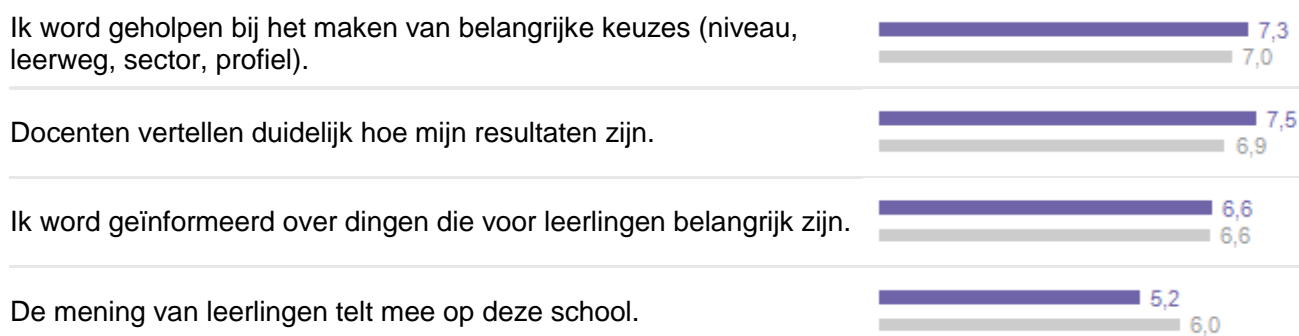 Ik word geholpen bij het maken van belangrijke keuzes (niveau,
leerweg, sector, profiel).
7,3
7,0
Docenten vertellen duidelijk hoe mijn resultaten zijn.
7,5
6,9
Ik word geïnformeerd over dingen die voor leerlingen belangrijk zijn.
6,6
6,6
De mening van leerlingen telt mee op deze school.
5,2
6,0